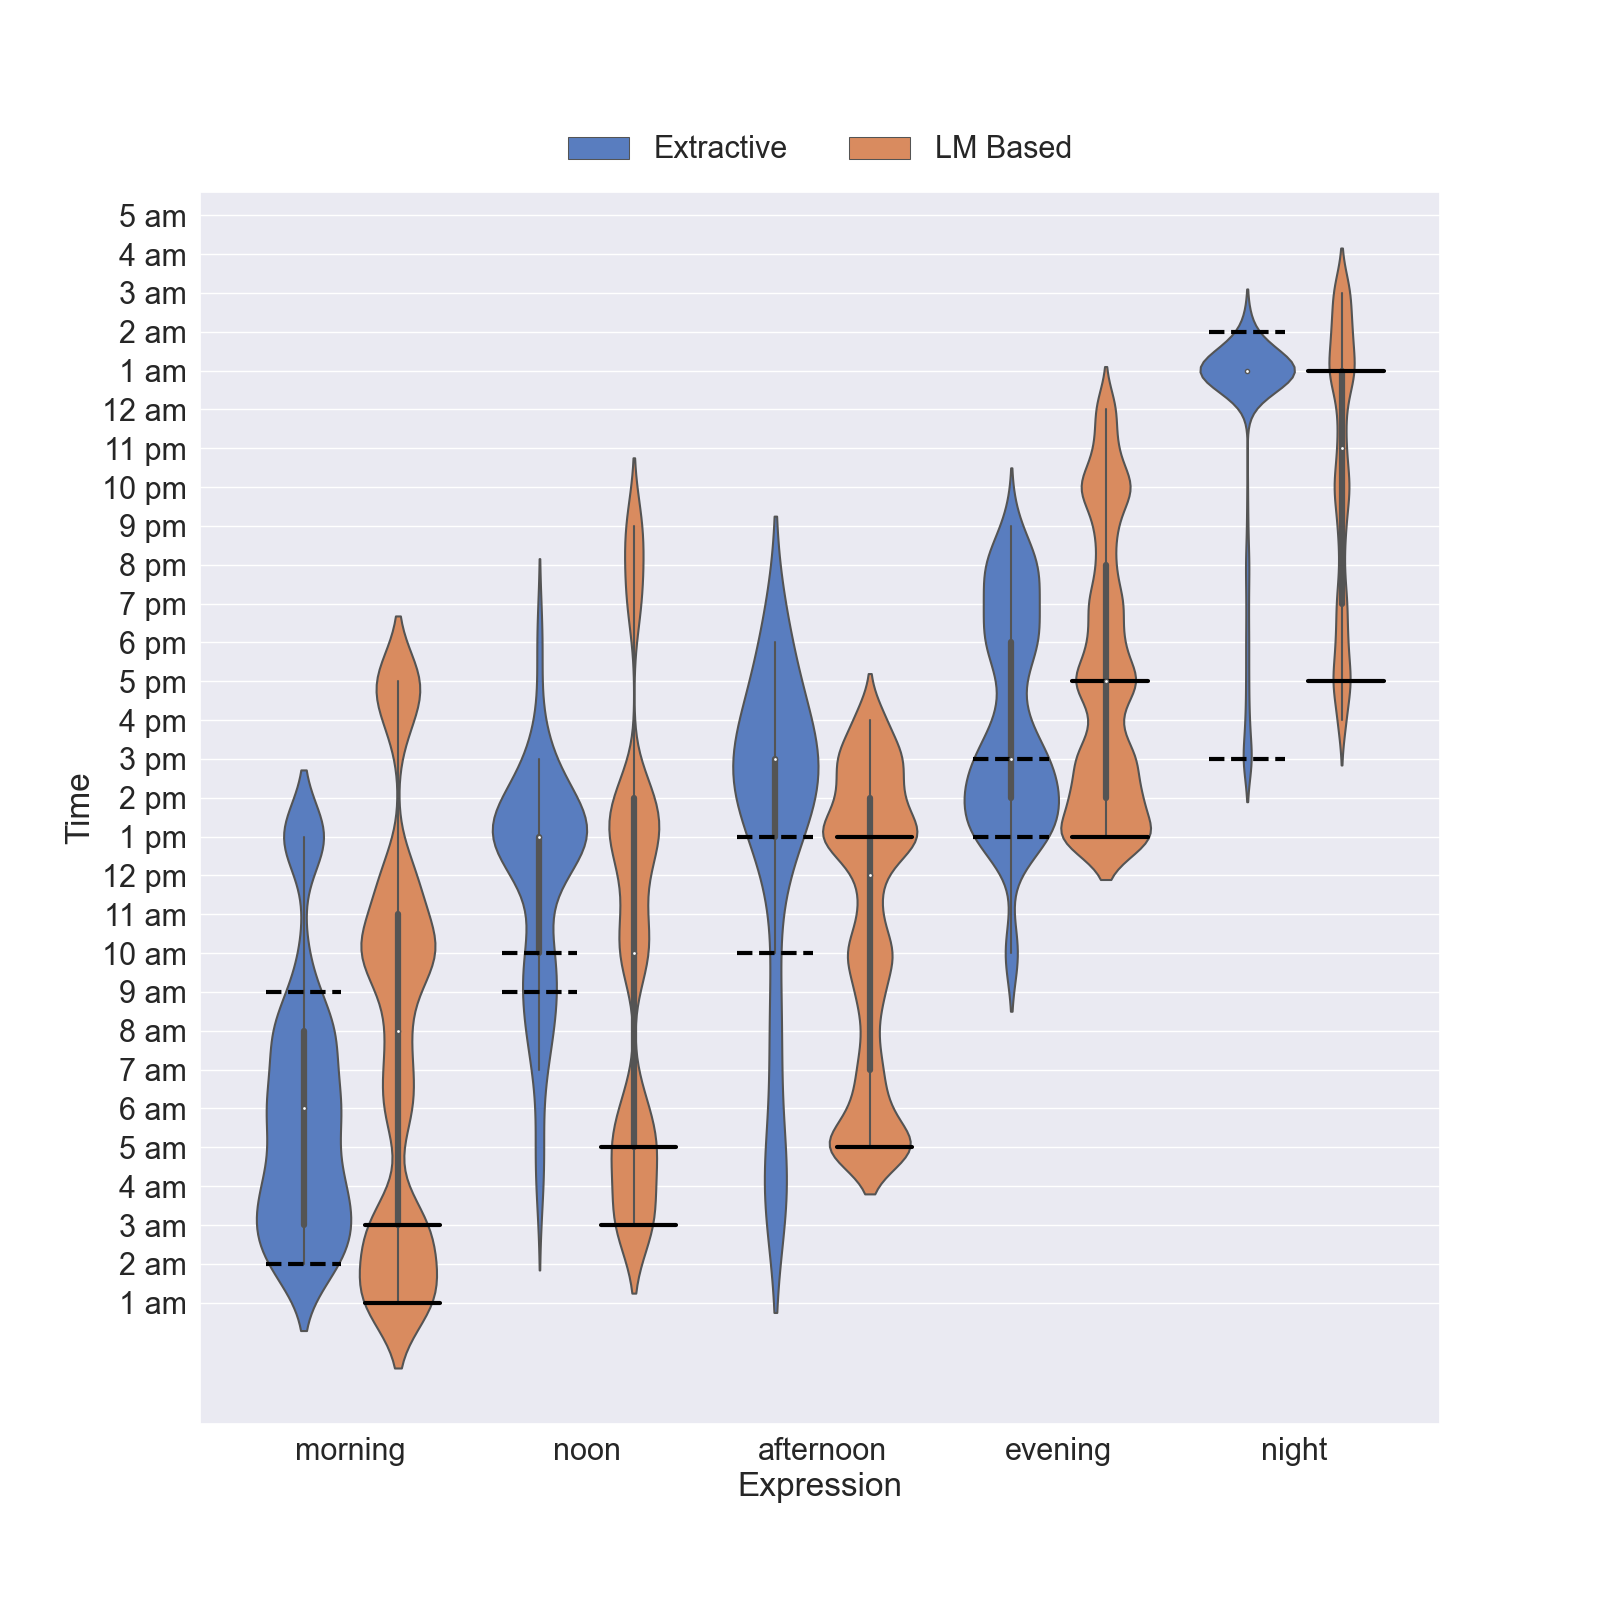 Extractive
LM Based
5 am
4 am
3 am
2 am
1 am
12 am
11 pm
10 pm
9 pm
8 pm
7 pm
6 pm
5 pm
4 pm
3 pm
2 pm
1 pm
12 pm
11 am
10 am
9 am
8 am
7 am
6 am
5 am
4 am
3 am
2 am
1 am
Time
morning
noon
afternoon
evening
night
Expression